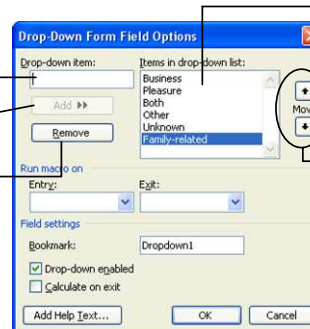 Drop-Down Form Field Options
Drop-down item:
Items in drop-down list:
Business
Pleasure
Both
Other
Unknown
Family-related
Add
Remove
Run macro on
Entry:
Exit:
Field settings
Bookmark:
Dropdown1
Drop-down enabled
Calculate on exit
Add Help Text...
OK
Cancel